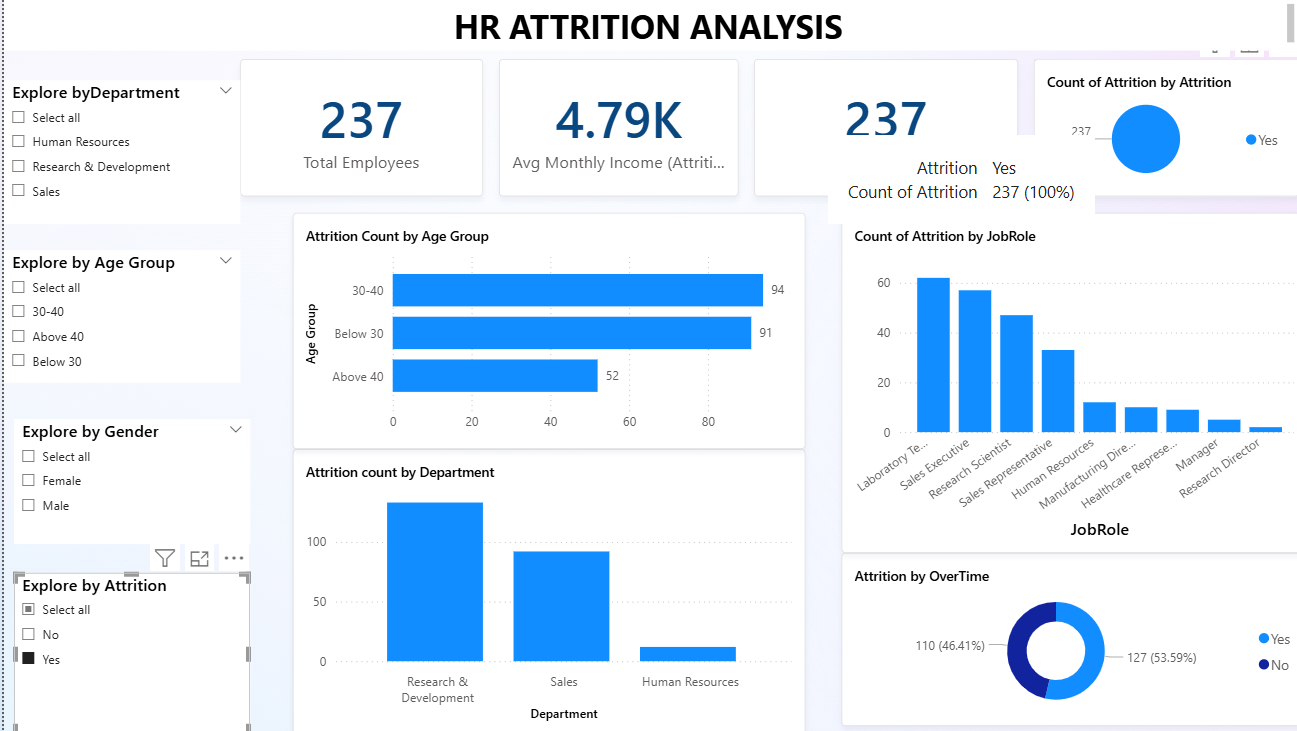 HR ATTRITION ANALYSIS
Explore byDepartment
Select all
Human Resources
Research & Development
Sales
237
Total Employees
4.79K
Avg Monthly Income (Attriti...
237
Count of Attrition by Attrition
237
Yes
Attrition Yes
Count of Attrition 237 (100%)
Explore by Age Group
Select all
30-40
Above 40
Below 30
Attrition Count by Age Group
Age Group
30-40
94
Below 30
91
Above 40
52
0 20 40 60 80
Count of Attrition by JobRole
60
40
20
0
Laboratory Te...
Sales Executive
Research Scientist
Sales Representative
Human Resources
Manufacturing Dire...
Healthcare Represe...
Manager
Research Director
JobRole
Explore by Gender
Select all
Female
Male
Explore by Attrition
Select all
No
Yes
Attrition count by Department
100
50
0
Research &
Development
Sales
Human Resources
Department
Attrition by OverTime
110 (46.41%)
127 (53.59%)
Yes
No